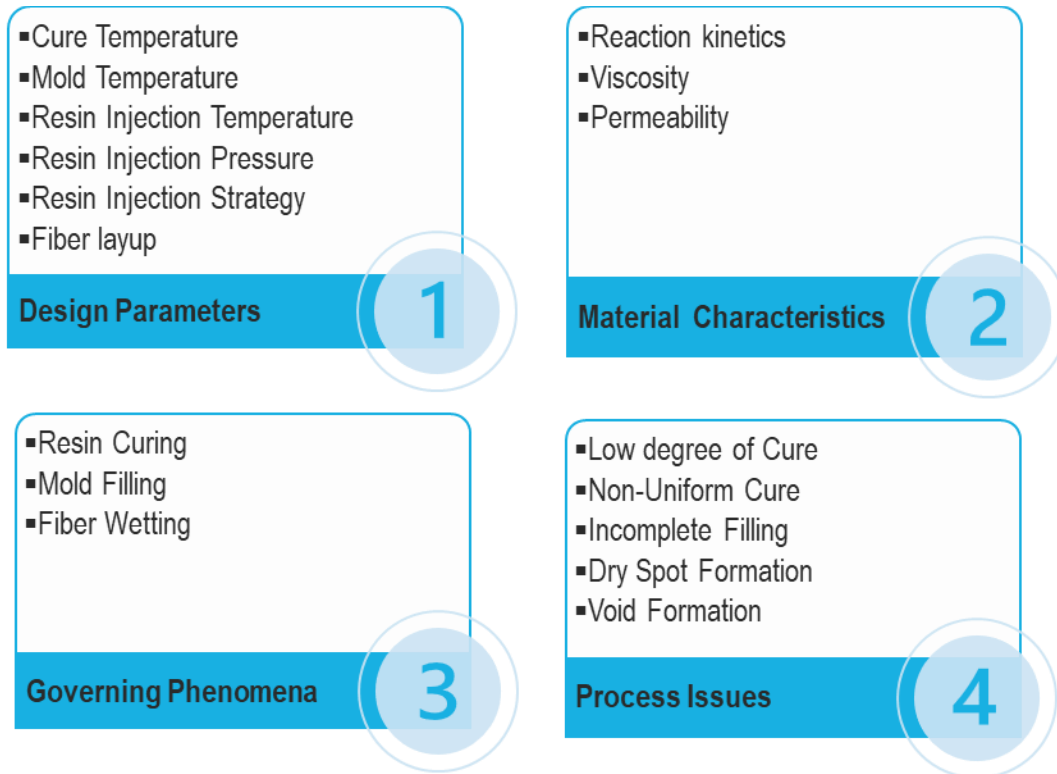 ▪Cure Temperature
▪Mold Temperature
▪Resin Injection Temperature
▪Resin Injection Pressure
▪Resin Injection Strategy
▪Fiber layup
Design Parameters
1
▪Reaction kinetics
▪Viscosity
▪Permeability
Material Characteristics
2
▪Resin Curing
▪Mold Filling
▪Fiber Wetting
Governing Phenomena
3
▪Low degree of Cure
▪Non-Uniform Cure
▪Incomplete Filling
▪Dry Spot Formation
▪Void Formation
Process Issues
4